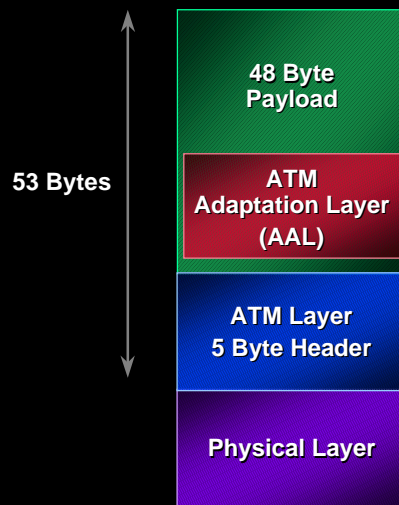 48 Byte
Payload
53 Bytes
ATM
Adaptation Layer
(AAL)
ATM Layer
5 Byte Header
Physical Layer